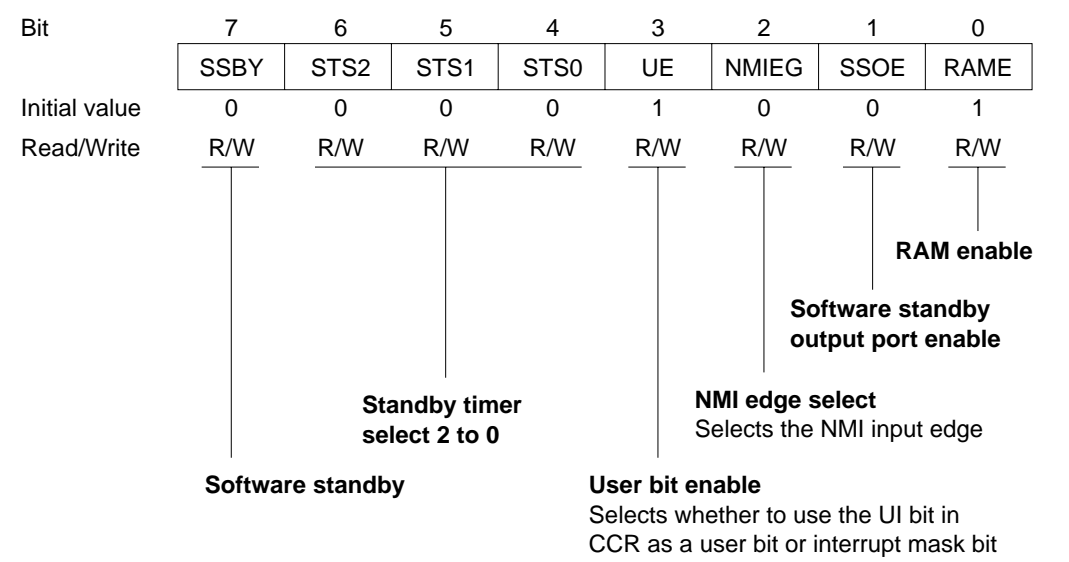 Bit 7 6 5 4 3 2 1 0
SSBY STS2 STS1 STS0 UE NMIEG SSOE RAME
Initial value 0 0 0 0 1 0 0 1
Read/Write R/W R/W R/W R/W R/W R/W R/W R/W
RAM enable
Software standby
output port enable
NMI edge select
Selects the NMI input edge
Standby timer
select 2 to 0
Software standby
User bit enable
Selects whether to use the UI bit in
CCR as a user bit or interrupt mask bit